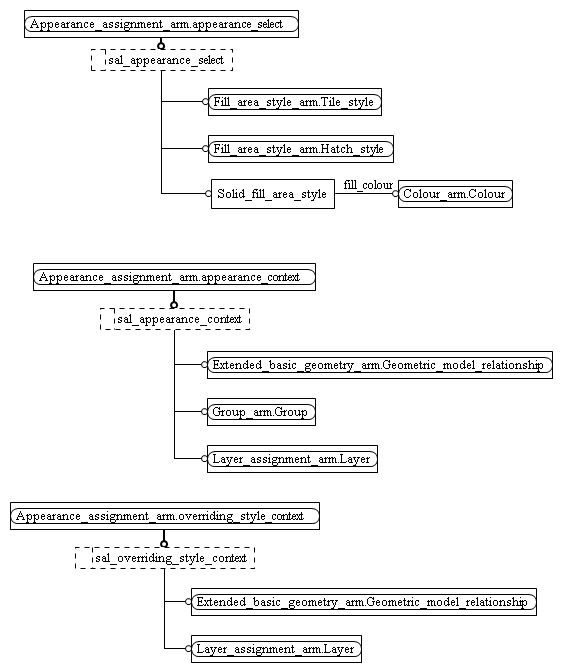 Appearance_assignment_arm.appearance_select
sal_appearance_select
Fill_area_style_arm.Tile_style
Fill_area_style_arm.Hatch_style
Solid_fill_area_style
fill_colour
Colour_arm.Colour
Appearance_assignment_arm.appearance_context
sal_appearance_context
Extended_basic_geometry_arm.Geometric_model_relationship
Group_arm.Group
Layer_assignment_arm.Layer
Appearance_assignment_arm.overriding_style_context
sal_overriding_style_context
Extended_basic_geometry_arm.Geometric_model_relationship
Layer_assignment_arm.Layer